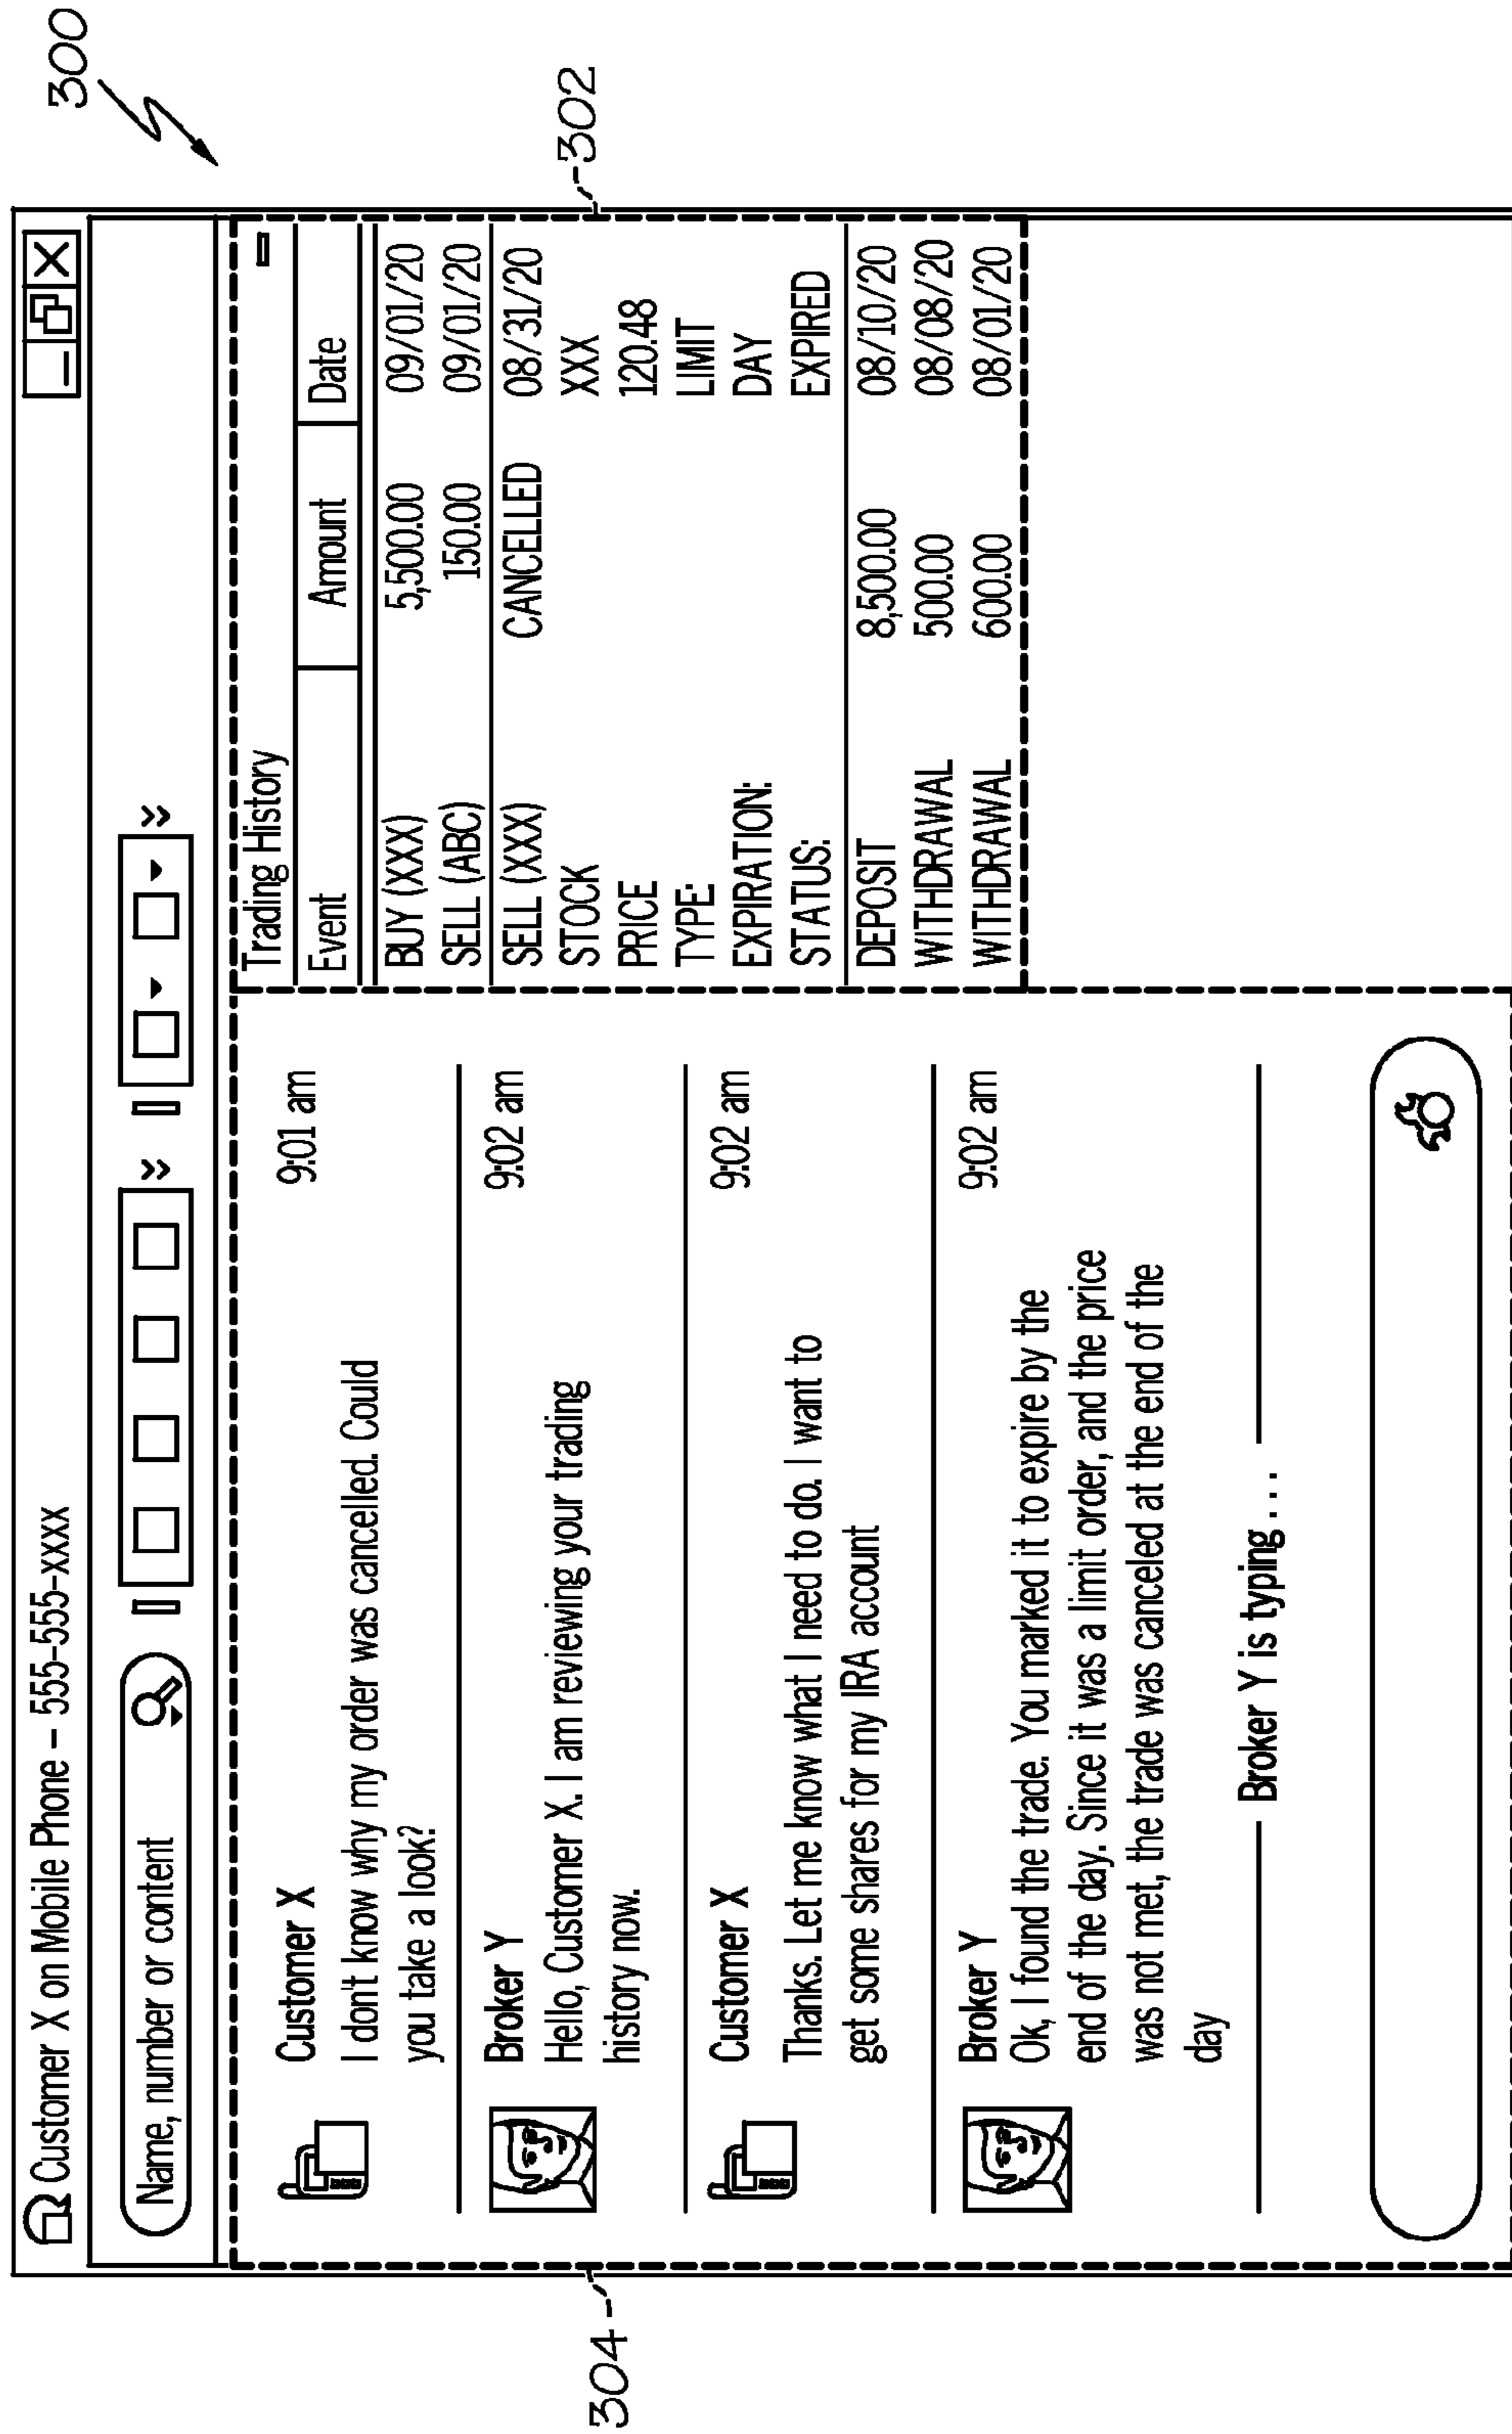 300
Customer X on Mobile Phone – 555-555-xxxx
Name, number or content
304
Customer X 9:01 am
I don't know why my order was cancelled. Could
you take a look?
Broker Y 9:02 am
Hello, Customer X. I am reviewing your trading
history now.
Customer X 9:02 am
Thanks. Let me know what I need to do. I want to
get some shares for my IRA account
Broker Y 9:02 am
Ok, I found the trade. You marked it to expire by the
end of the day. Since it was a limit order, and the price
was not met, the trade was canceled at the end of the
day
Broker Y is typing . . . .
302
Trading History
Event Amount Date
BUY (XXX) 5,500.00 09/01/20
SELL (ABC) 150.00 09/01/20
SELL (XXX) CANCELLED 08/31/20
STOCK XXX
PRICE 120.48
TYPE: LIMIT
EXPIRATION: DAY
STATUS: EXPIRED
DEPOSIT 8,500.00 08/10/20
WITHDRAWAL 500.00 08/08/20
WITHDRAWAL 600.00 08/01/20